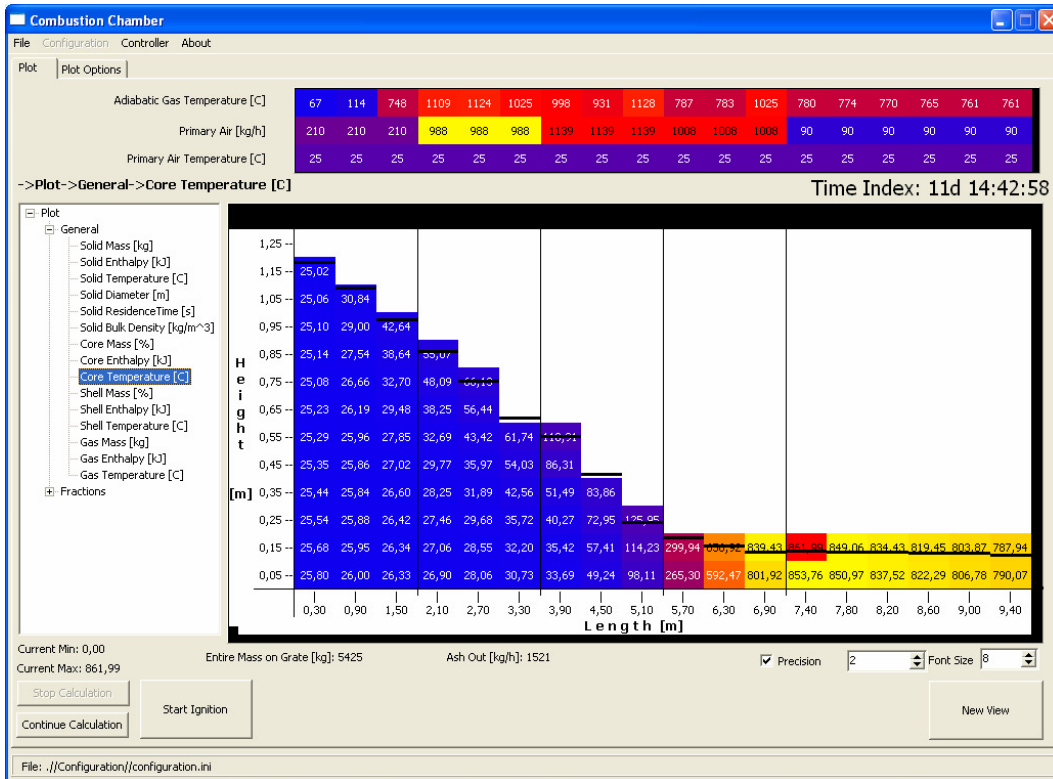 Combustion Chamber
File Configuration Controller About
Plot Plot Options
Adiabatic Gas Temperature [C] 67 114 748 1109 1124 1025 998 931 1128 787 783 1025 780 774 770 765 761 761
Primary Air [kg/h] 210 210 210 988 988 988 1139 1139 1139 1008 1008 1008 90 90 90 90 90 90
Primary Air Temperature [C] 25 25 25 25 25 25 25 25 25 25 25 25 25 25 25 25 25 25
->Plot->General->Core Temperature [C]
Time Index: 11d 14:42:58
Plot
General
Solid Mass [kg]
Solid Enthalpy [kJ]
Solid Temperature [C]
Solid Diameter [m]
Solid ResidenceTime [s]
Solid Bulk Density [kg/m^3]
Core Mass [%]
Core Enthalpy [kJ]
Core Temperature [C]
Shell Mass [%]
Shell Enthalpy [kJ]
Shell Temperature [C]
Gas Mass [kg]
Gas Enthalpy [kJ]
Gas Temperature [C]
Fractions
Height
[m]
1,25
1,15 25,02
1,05 25,06 30,84
0,95 25,10 29,00 42,64
0,85 25,14 27,54 38,64 55,07
0,75 25,08 26,66 32,70 48,09
0,65 25,23 26,19 29,48 38,25 56,44
0,55 25,29 25,96 27,85 32,69 43,42 61,74
0,45 25,35 25,86 27,02 29,77 35,97 54,03 86,31
0,35 25,44 25,84 26,60 28,25 31,89 42,56 51,49 83,86
0,25 25,54 25,88 26,42 27,46 29,68 35,72 40,27 72,95 125,95
0,15 25,68 25,95 26,34 27,06 28,55 32,20 35,42 57,41 114,23 299,94 839,43 861,99 849,06 834,43 819,45 803,87 787,94
0,05 25,80 26,00 26,33 26,90 28,06 30,73 33,69 49,24 98,11 265,30 592,47 801,92 853,76 850,97 837,52 822,29 806,78 790,07
0,30 0,90 1,50 2,10 2,70 3,30 3,90 4,50 5,10 5,70 6,30 6,90 7,40 7,80 8,20 8,60 9,00 9,40
Length [m]
Current Min: 0,00
Current Max: 861,99
Entire Mass on Grate [kg]: 5425
Ash Out [kg/h]: 1521
Precision 2 Font Size 8
Stop Calculation
Continue Calculation
Start Ignition
New View
File: .//Configuration//configuration.ini